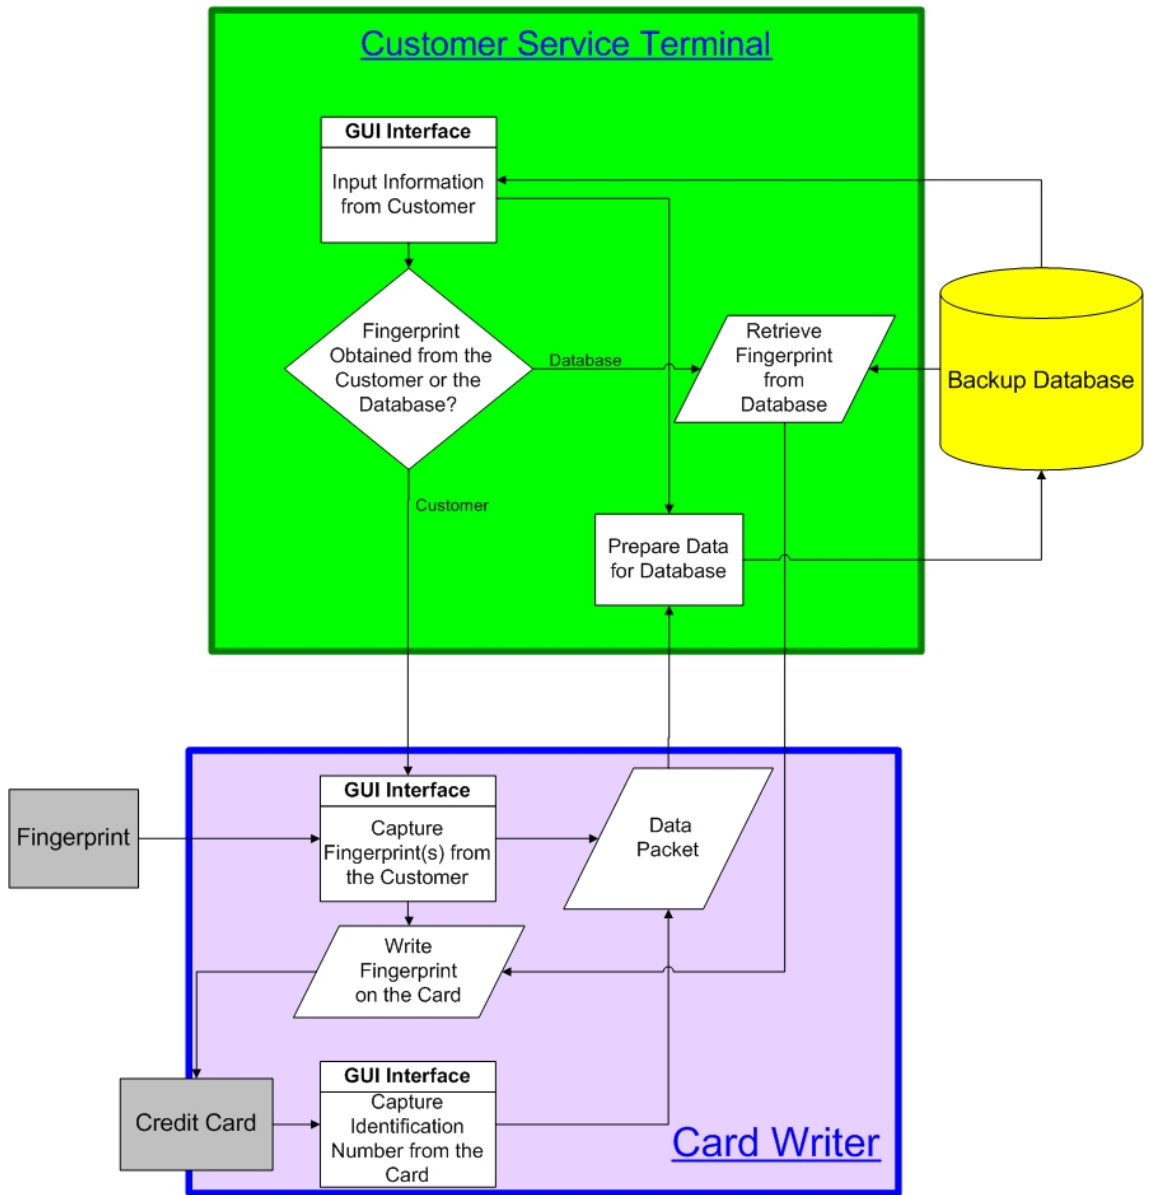 Customer Service Terminal
GUI Interface
Input Information
from Customer
Fingerprint
Obtained from the
Customer or the
Database?
Database
Retrieve
Fingerprint
from
Database
Backup Database
Customer
Prepare Data
for Database
Fingerprint
GUI Interface
Capture
Fingerprint(s) from
the Customer
Data
Packet
Write
Fingerprint
on the Card
Credit Card
GUI Interface
Capture
Identification
Number from the
Card
Card Writer